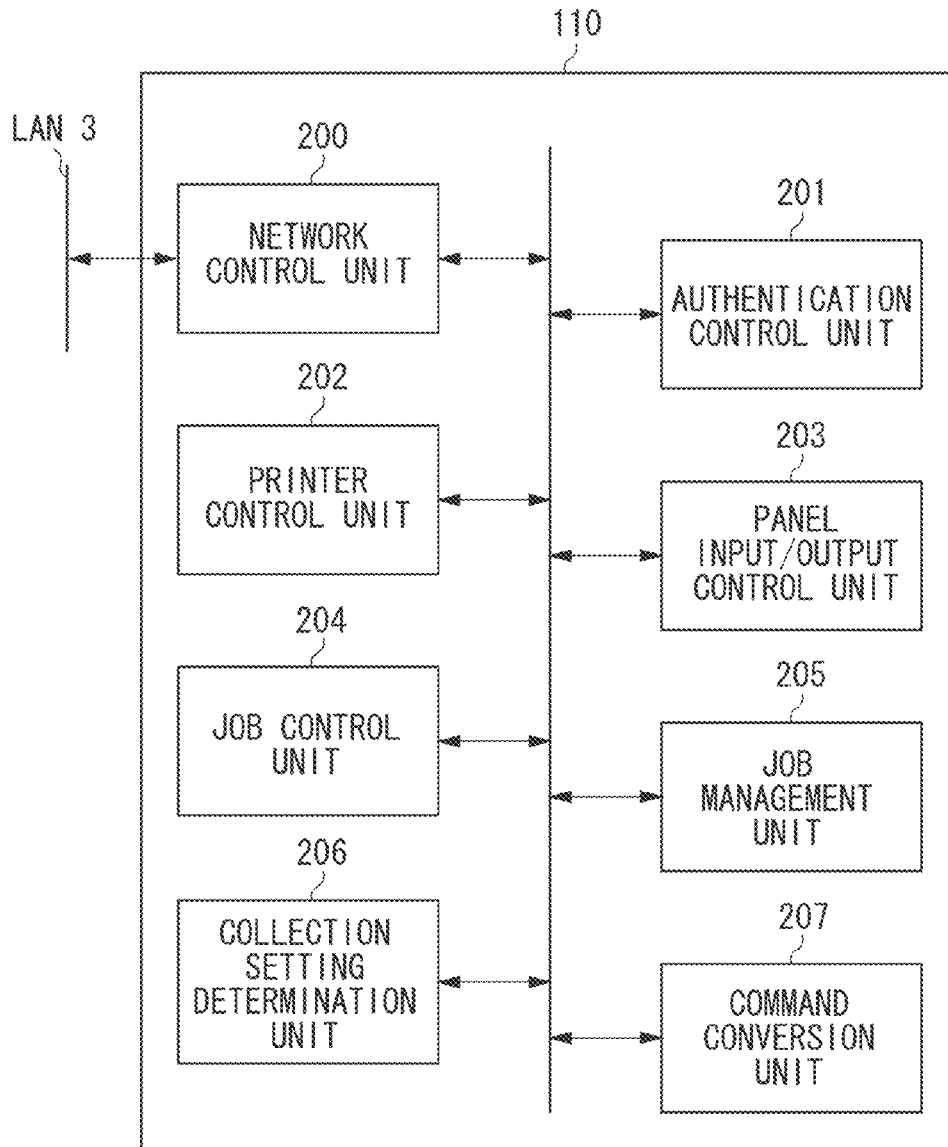 110
LAN 3
200
NETWORK
CONTROL UNIT
201
AUTHENTICATION
CONTROL UNIT
202
PRINTER
CONTROL UNIT
203
PANEL
INPUT/OUTPUT
CONTROL UNIT
204
JOB CONTROL
UNIT
205
JOB
MANAGEMENT
UNIT
206
COLLECTION
SETTING
DETERMINATION
UNIT
207
COMMAND
CONVERSION
UNIT